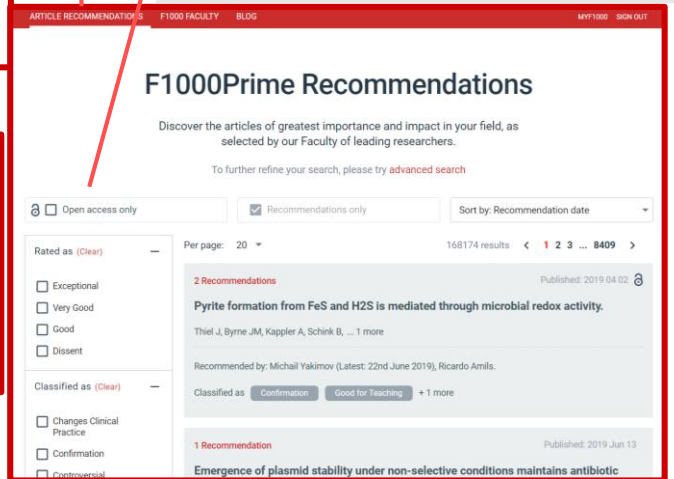 ARTICLE RECOMMENDATIONS F1000 FACULTY BLOG MYF1000 SIGN OUT
F1000Prime Recommendations
Discover the articles of greatest importance and impact in your field, as
selected by our Faculty of leading researchers.
To further refine your search, please try advanced search
Open access only Recommendations only Sort by: Recommendation date
Rated as (Clear)
Exceptional
Very Good
Good
Dissent
Classified as (Clear)
Changes Clinical
Practice
Confirmation
Controversial
Per page: 20 168174 results < 1 2 3 ... 8409 >
2 Recommendations Published: 2019 04 02
Pyrite formation from FeS and H2S is mediated through microbial redox activity.
Thiel J, Byrne JM, Kappler A, Schink B, ... 1 more
Recommended by: Michail Yakimov (Latest: 22nd June 2019), Ricardo Amils.
Classified as Confirmation Good for Teaching + 1 more
1 Recommendation Published: 2019 Jun 13
Emergence of plasmid stability under non-selective conditions maintains antibiotic